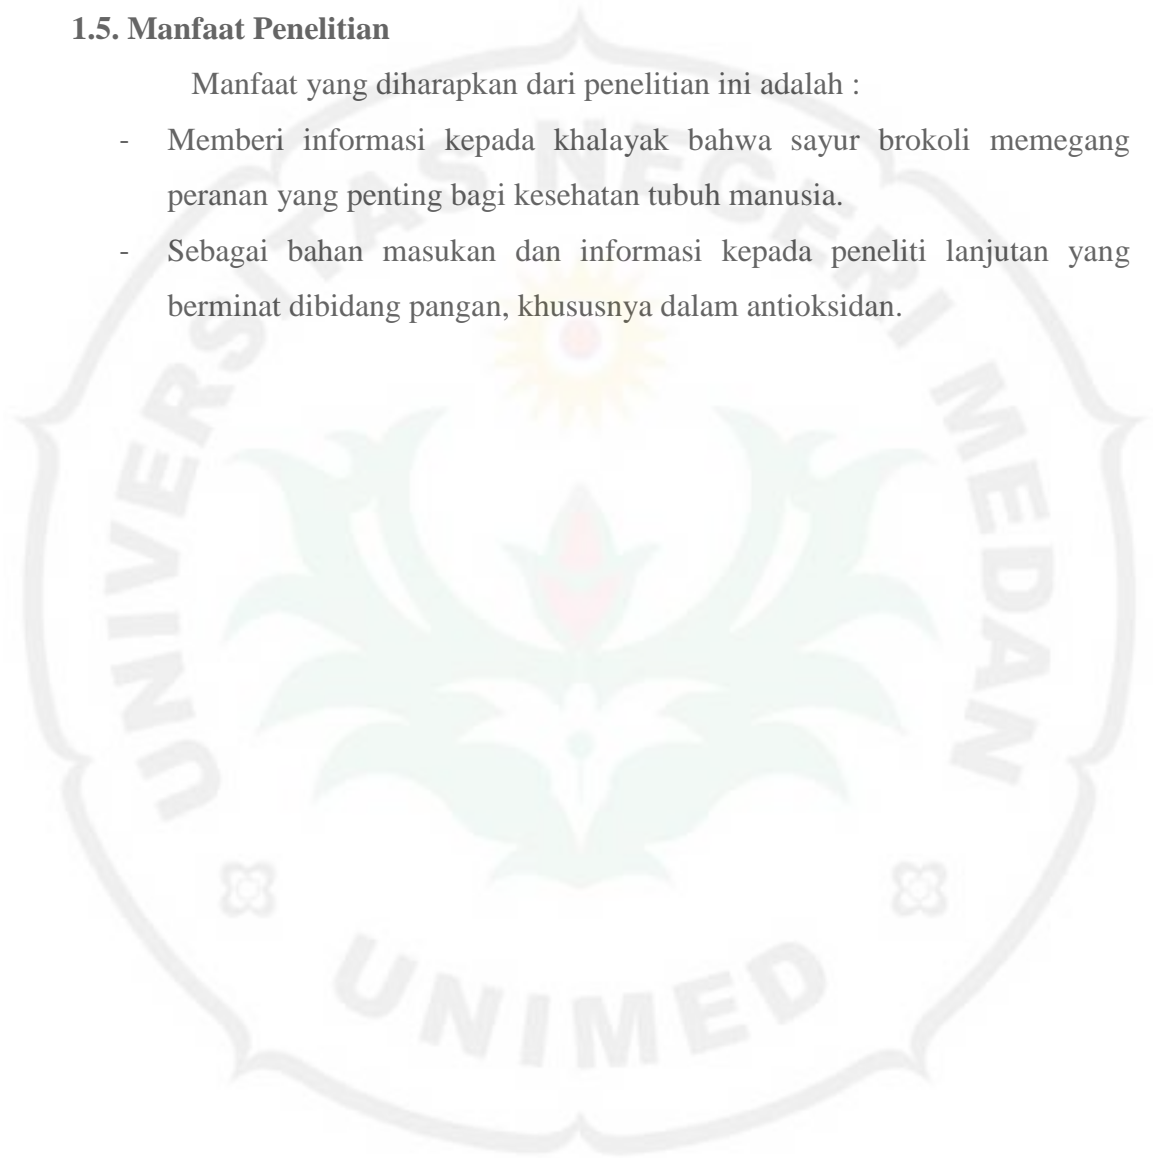 1.5. Manfaat Penelitian
Manfaat yang diharapkan dari penelitian ini adalah :
- Memberi informasi kepada khalayak bahwa sayur brokoli memegang
peranan yang penting bagi kesehatan tubuh manusia.
- Sebagai bahan masukan dan informasi kepada peneliti lanjutan yang
berminat dibidang pangan, khususnya dalam antioksidan.
UNIVERSITAS NEGERI MEDAN
UNIMED